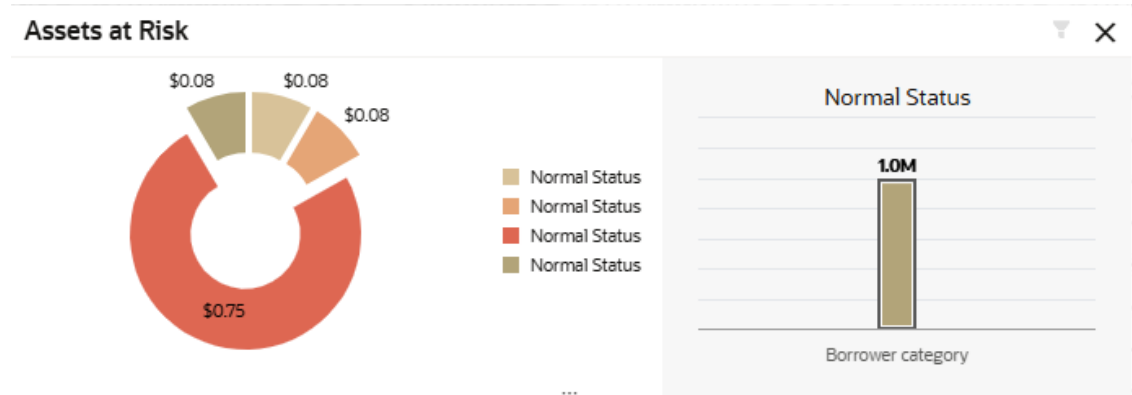 Assets at Risk
$0.08
$0.08
$0.08
$0.75
Normal Status
Normal Status
Normal Status
Normal Status
Normal Status
1.0M
Borrower category
...